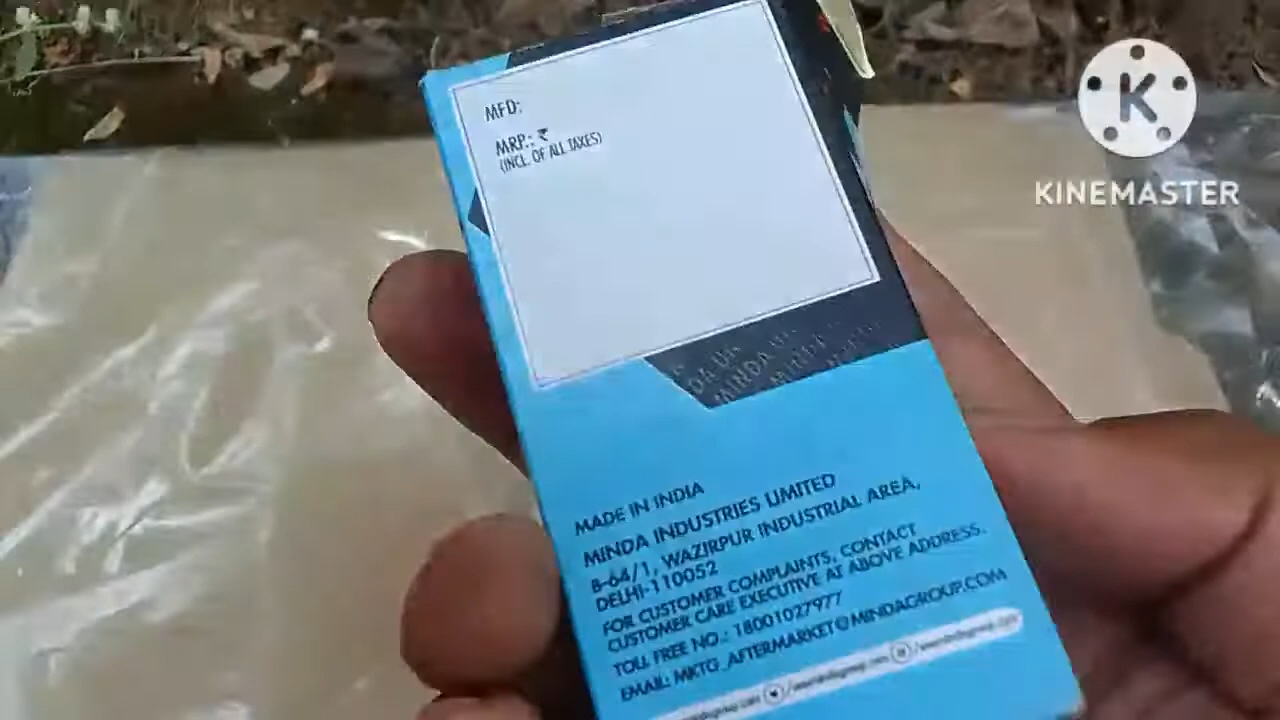 MFD:
MRP.: ₹
(INCL. OF ALL TAXES)
K
KINEMASTER
MINDA
MADE IN INDIA
MINDA INDUSTRIES LIMITED
B-64/1, WAZIRPUR INDUSTRIAL AREA,
DELHI-110052
FOR CUSTOMER COMPLAINTS, CONTACT
CUSTOMER CARE EXECUTIVE AT ABOVE ADDRESS.
TOLL FREE NO.: 18001027977
EMAIL: MKTG_AFTERMARKET@MINDAGROUP.COM